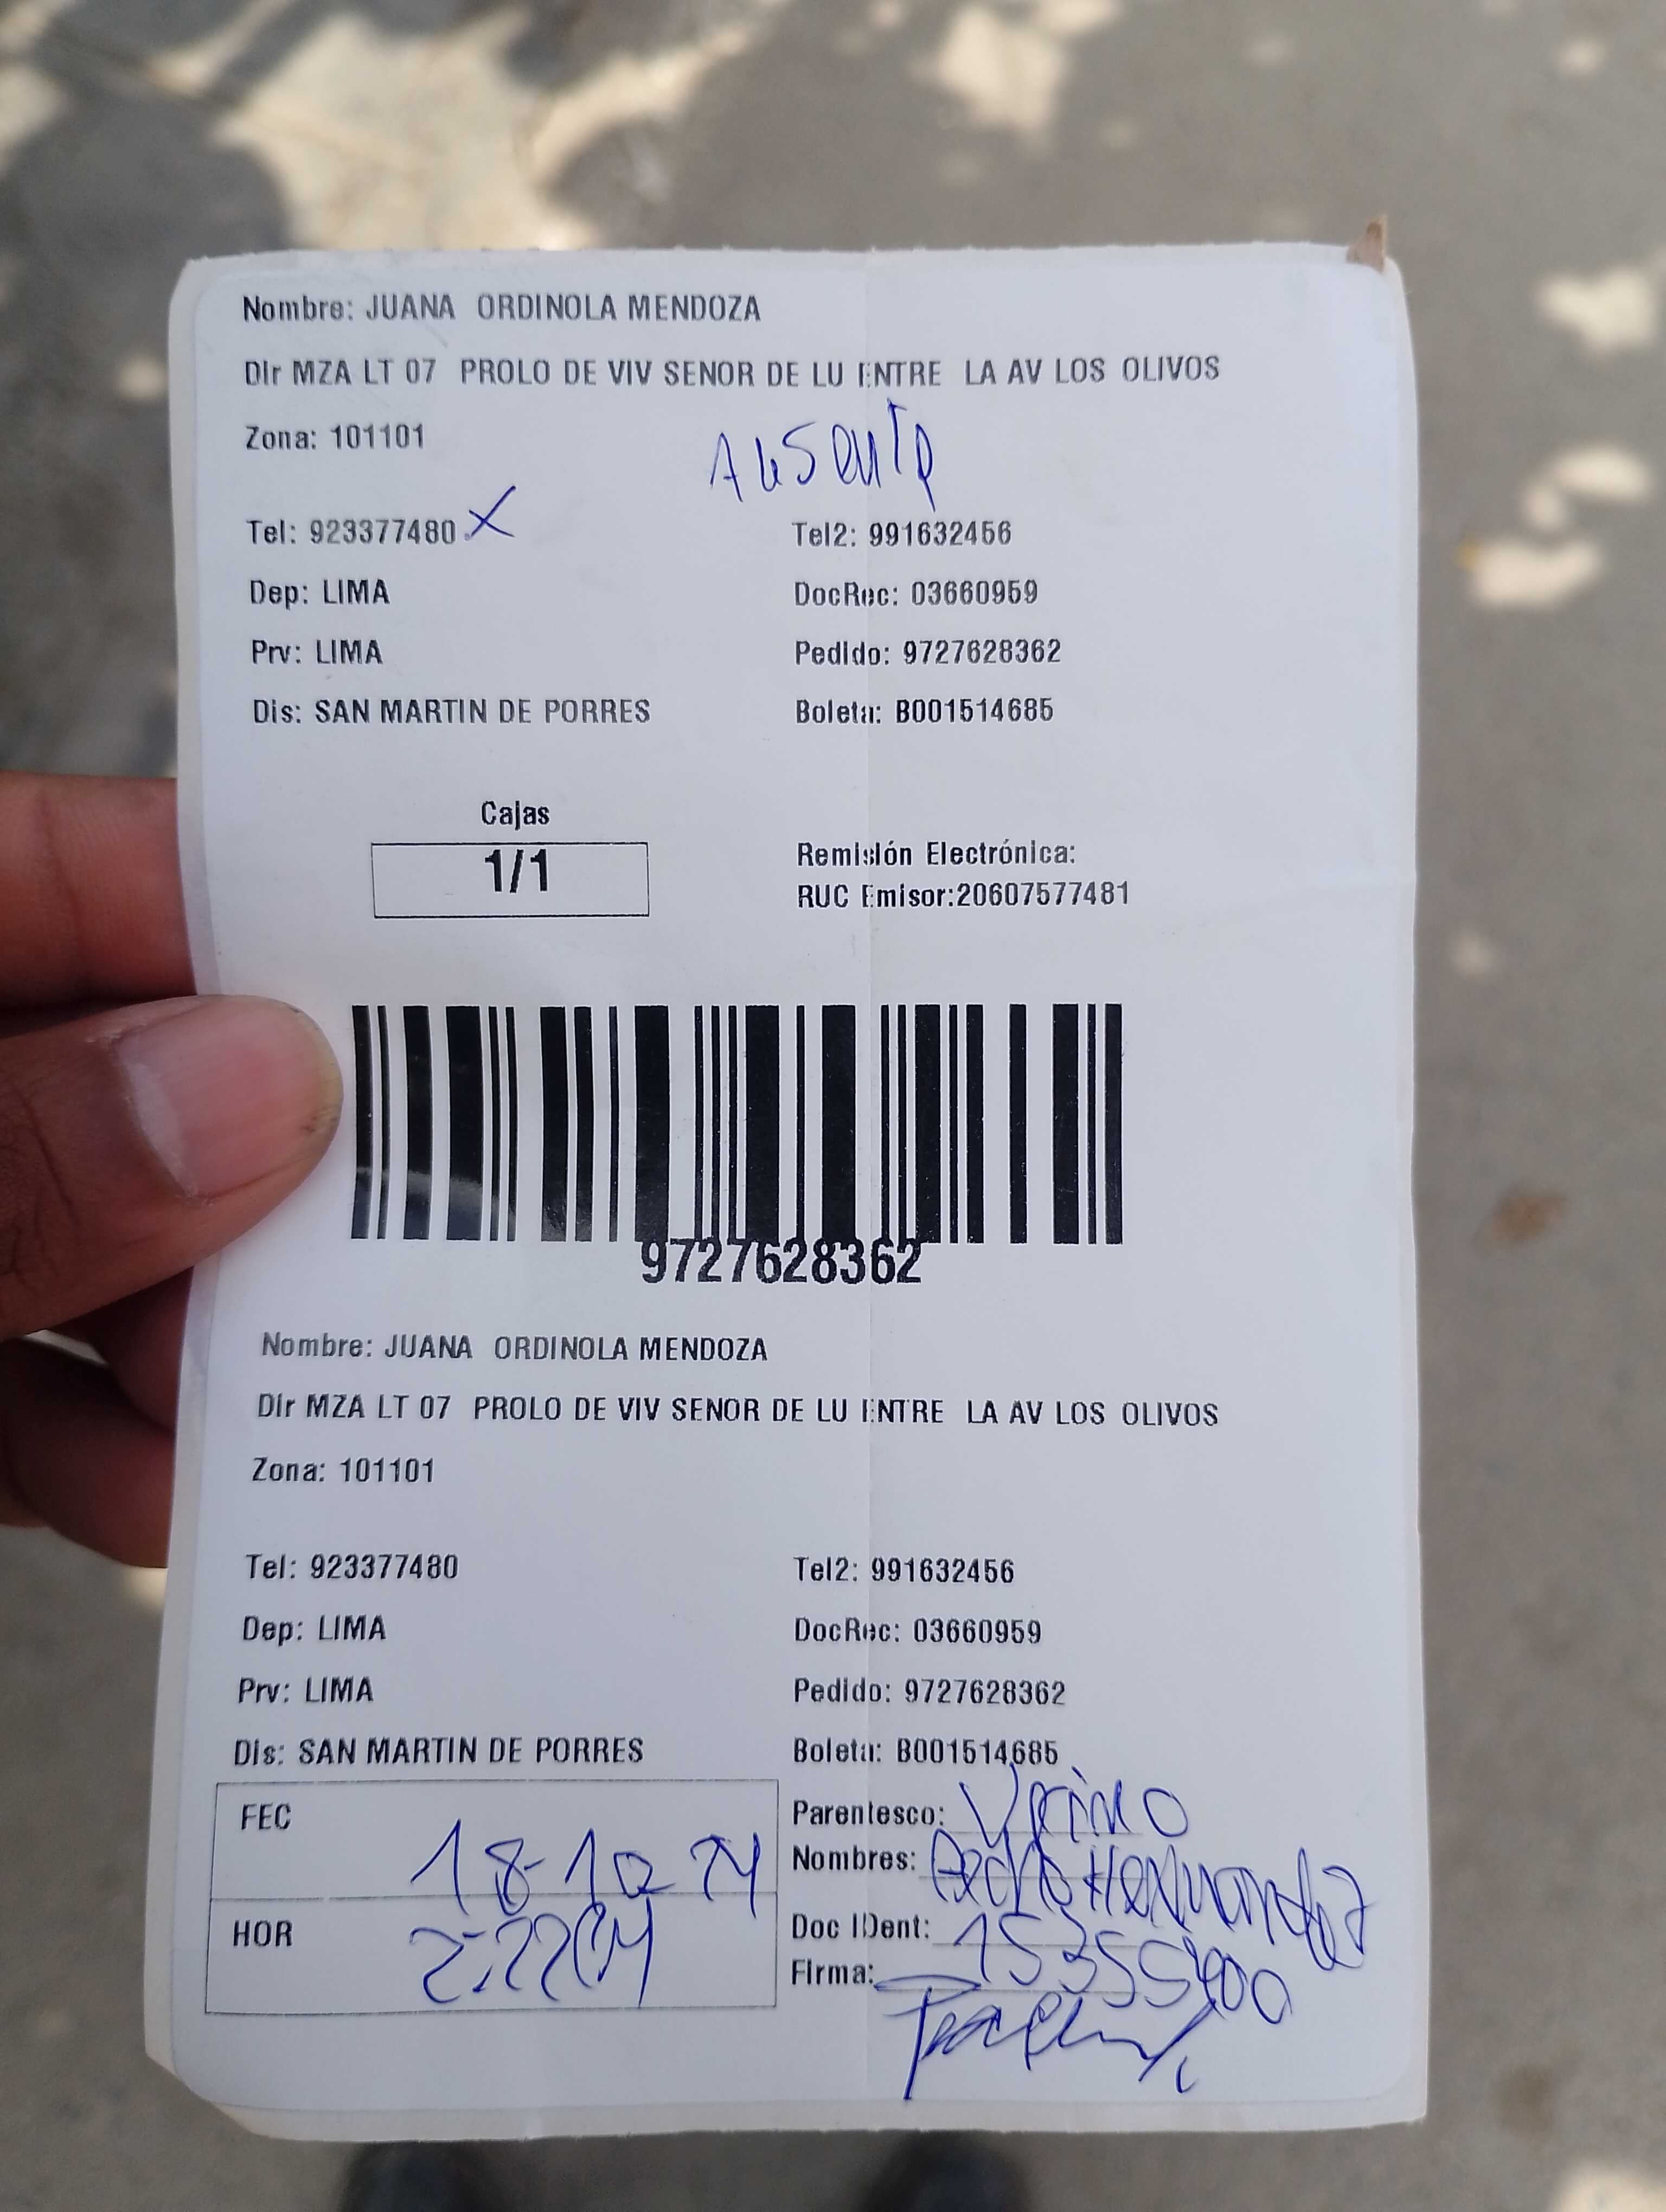 Nombre: JUANA ORDINOLA MENDOZA
Dir MZA LT 07 PROLO DE VIV SENOR DE LU ENTRE LA AV LOS OLIVOS
Zona: 101101
Ausente
Tel: 923377480 X Tel2: 991632456
Dep: LIMA DocRec: 03660959
Prv: LIMA Pedido: 9727628362
Dis: SAN MARTIN DE PORRES Boleta: B001514685
Cajas
1/1
Remisión Electrónica:
RUC Emisor:20607577481
9727628362
Nombre: JUANA ORDINOLA MENDOZA
Dir MZA LT 07 PROLO DE VIV SENOR DE LU ENTRE LA AV LOS OLIVOS
Zona: 101101
Tel: 923377480 Tel2: 991632456
Dep: LIMA DocRec: 03660959
Prv: LIMA Pedido: 9727628362
Dis: SAN MARTIN DE PORRES Boleta: B001514685
FEC 18-10
HOR
Parentesco:
Nombres: Hernandez
Doc IDent:
Firma: